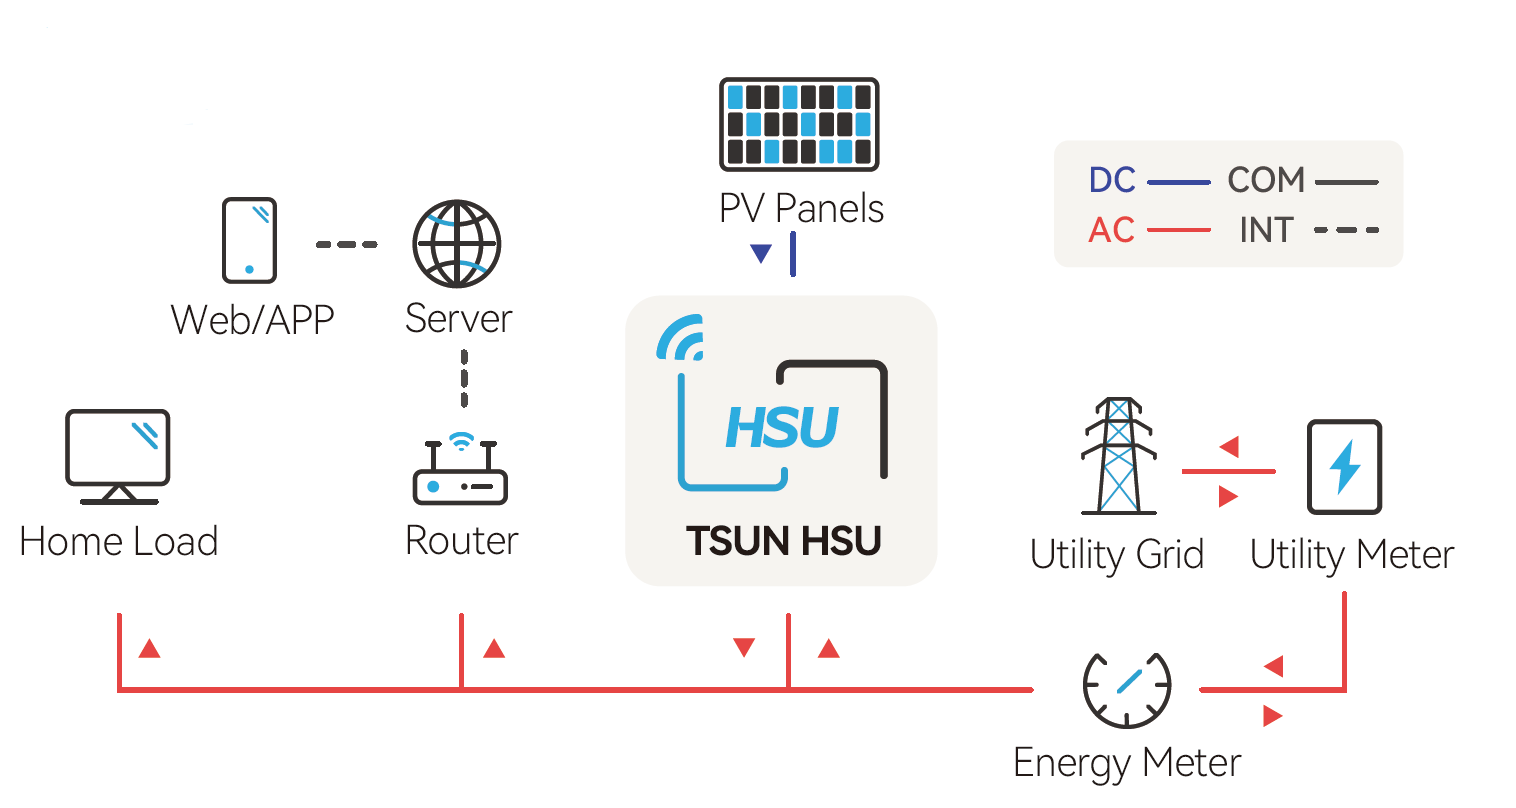 PV Panels
DC
COM
AC
INT
Web/APP
Server
HSU
TSUN HSU
Home Load
Router
Utility Grid
Utility Meter
Energy Meter